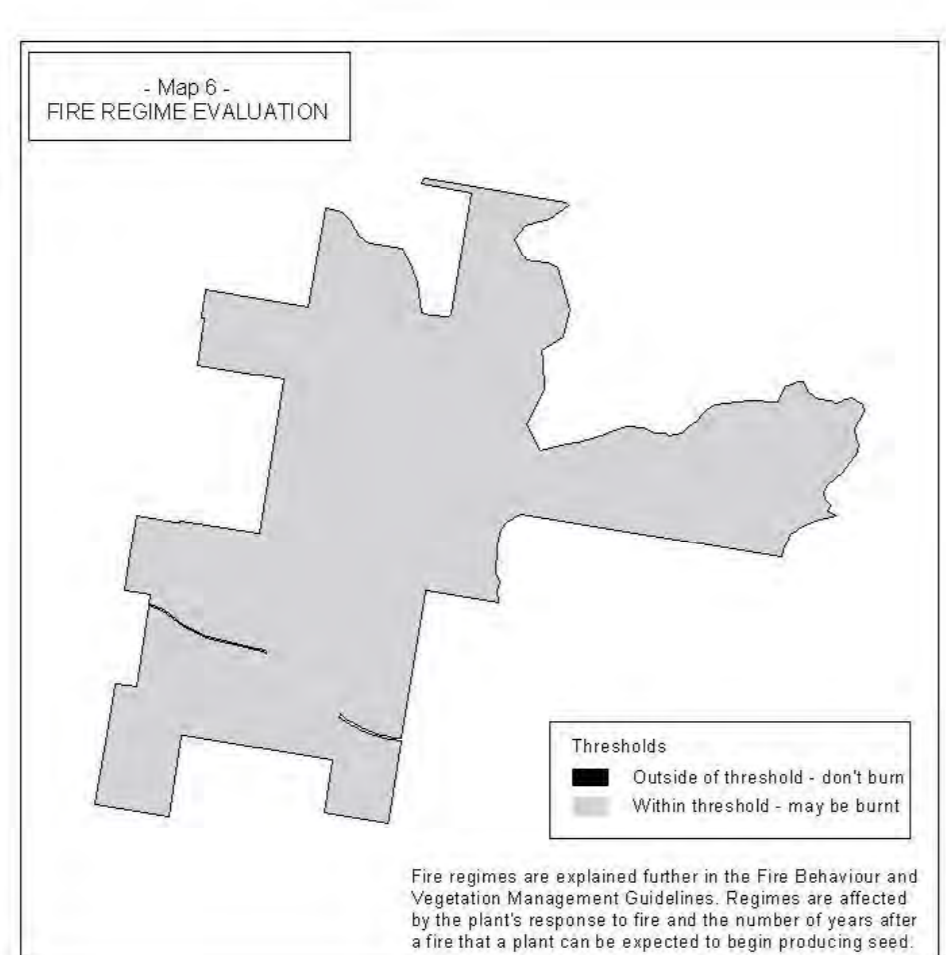 - Map 6 -
FIRE REGIME EVALUATION
Thresholds
Outside of threshold - don't burn
Within threshold - may be burnt
Fire regimes are explained further in the Fire Behaviour and
Vegetation Management Guidelines. Regimes are affected
by the plant's response to fire and the number of years after
a fire that a plant can be expected to begin producing seed.